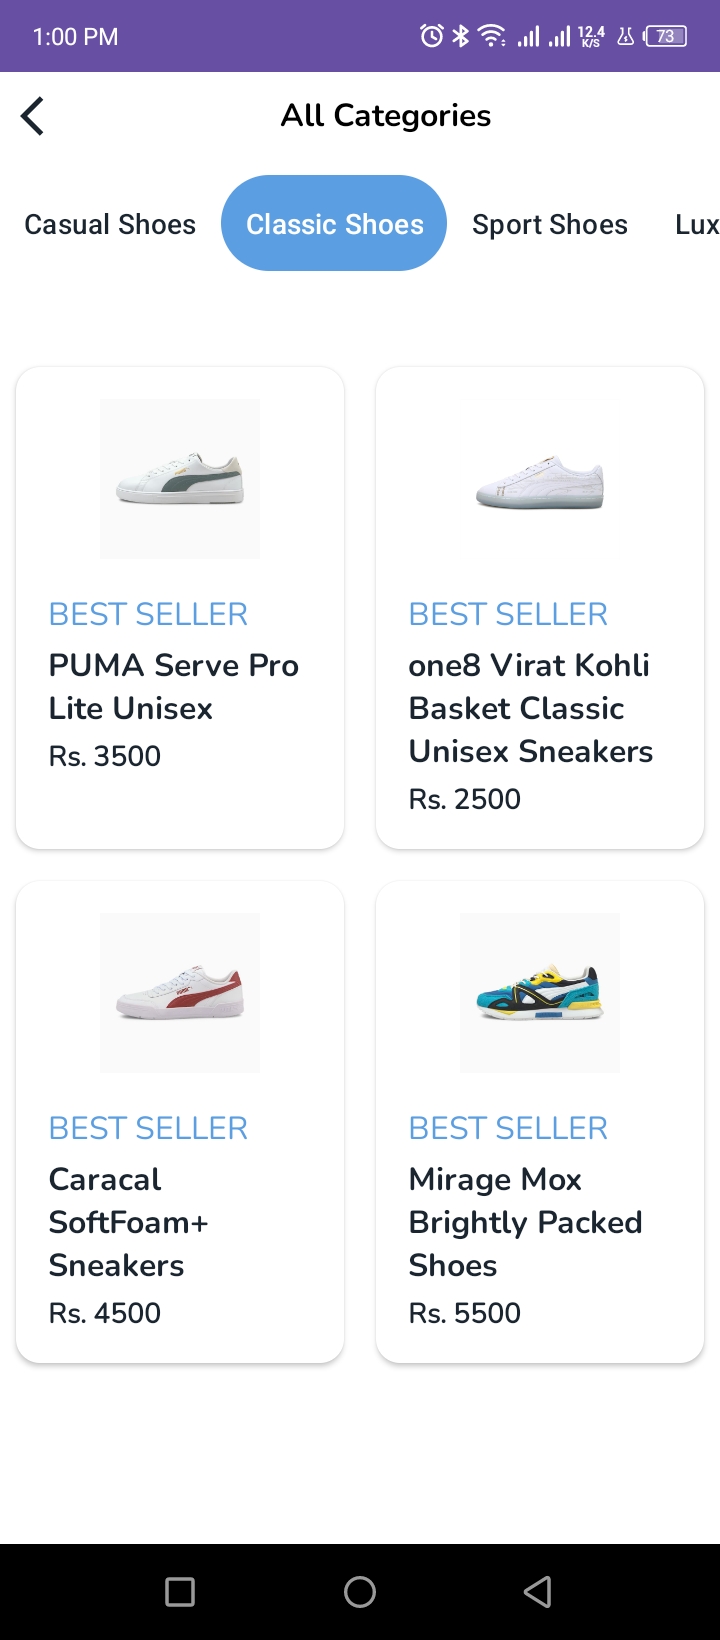 1:00 PM
12.4
K/S
73
All Categories
Casual Shoes
Classic Shoes
Sport Shoes
Lux
BEST SELLER
PUMA Serve Pro
Lite Unisex
Rs. 3500
BEST SELLER
one8 Virat Kohli
Basket Classic
Unisex Sneakers
Rs. 2500
BEST SELLER
Caracal
SoftFoam+
Sneakers
Rs. 4500
BEST SELLER
Mirage Mox
Brightly Packed
Shoes
Rs. 5500